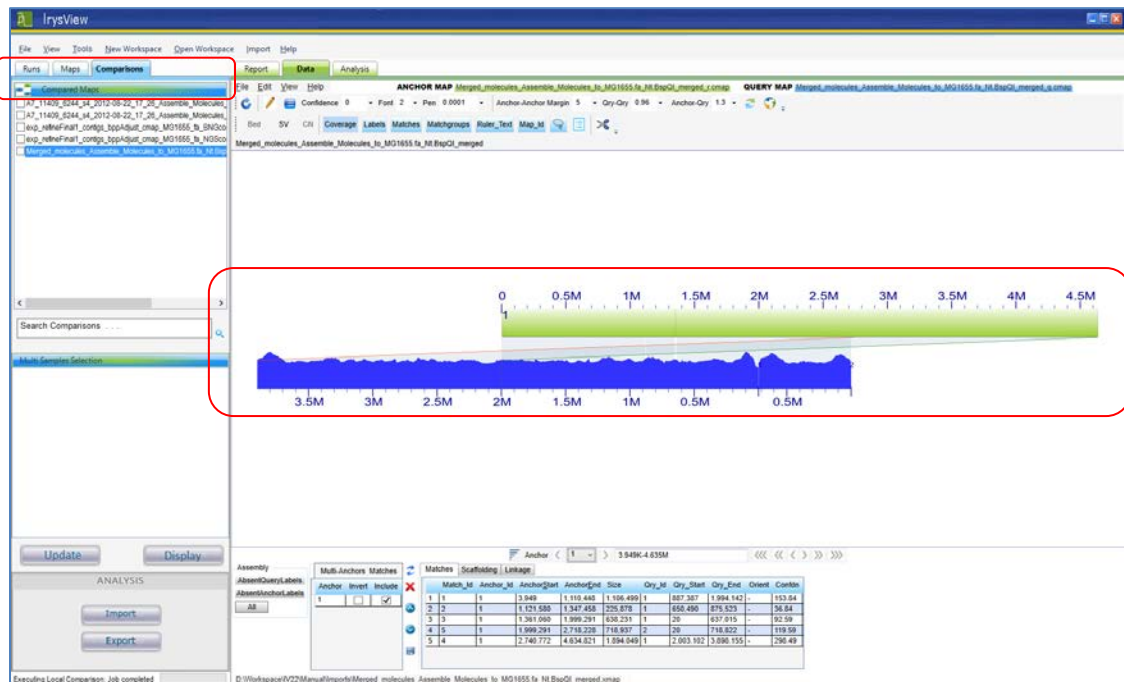 IrysView
File View Tools New Workspace Open Workspace Import Help
Runs Maps Comparisons
Report Data Analysis
Compared Maps
File Edit View Help ANCHOR MAP Merged_molecules_Assemble_Molecules_to_MG1655.fa_Nt.BspQI_merged_r.cmap QUERY MAP Merged_molecules_Assemble_Molecules_to_MG1655.fa_Nt.BspQI_merged_q.cmap
A7_11409_6244_s4_2012-08-22_17_26_Assemble_Molecules_
A7_11409_6244_s4_2012-08-22_17_26_Assemble_Molecules_
exp_refineFinal1_contigs_bppAdjust_cmap_MG1655_fa_BNGco
exp_refineFinal1_contigs_bppAdjust_cmap_MG1655_fa_NGSco
Merged_molecules_Assemble_Molecules_to_MG1655.fa_Nt.Bsp
Confidence 0 Font 2 Pen 0.0001 Anchor-Anchor Margin 5 Qry-Qry 0.96 Anchor-Qry 1.3
Bed SV CN Coverage Labels Matches Matchgroups Ruler_Text Map_Id
Merged_molecules_Assemble_Molecules_to_MG1655.fa_Nt.BspQI_merged
0 0.5M 1M 1.5M 2M 2.5M 3M 3.5M 4M 4.5M
1
3.5M 3M 2.5M 2M 1.5M 1M 0.5M 0.5M
Search Comparisons . . .
Multi Samples Selection
Update Display
ANALYSIS
Import
Export
Anchor 1 3.949K-4.635M
Assembly
AbsentQueryLabels
AbsentAnchorLabels
All
Multi-Anchors Matches
Anchor Invert Include
1
Matches Scaffolding Linkage
Match_Id Anchor_Id AnchorStart AnchorEnd Size Qry_Id Qry_Start Qry_End Orient Confdn
1 1 1 3.949 1,110.448 1,106.499 1 887.387 1,994.142 - 153.84
2 2 1 1,121.580 1,347.458 225.878 1 650.490 875.523 - 36.84
3 3 1 1,361.060 1,999.291 638.231 1 20 637.015 - 92.59
4 5 1 1,999.291 2,718.228 718.937 2 20 718.822 - 119.59
5 4 1 2,740.772 4,634.821 1,894.049 1 2,003.102 3,898.155 - 298.49
Executing Local Comparison: Job completed
D:\Workspace\IV22\Manual\Imports\Merged_molecules_Assemble_Molecules_to_MG1655.fa_Nt.BspQI_merged.xmap